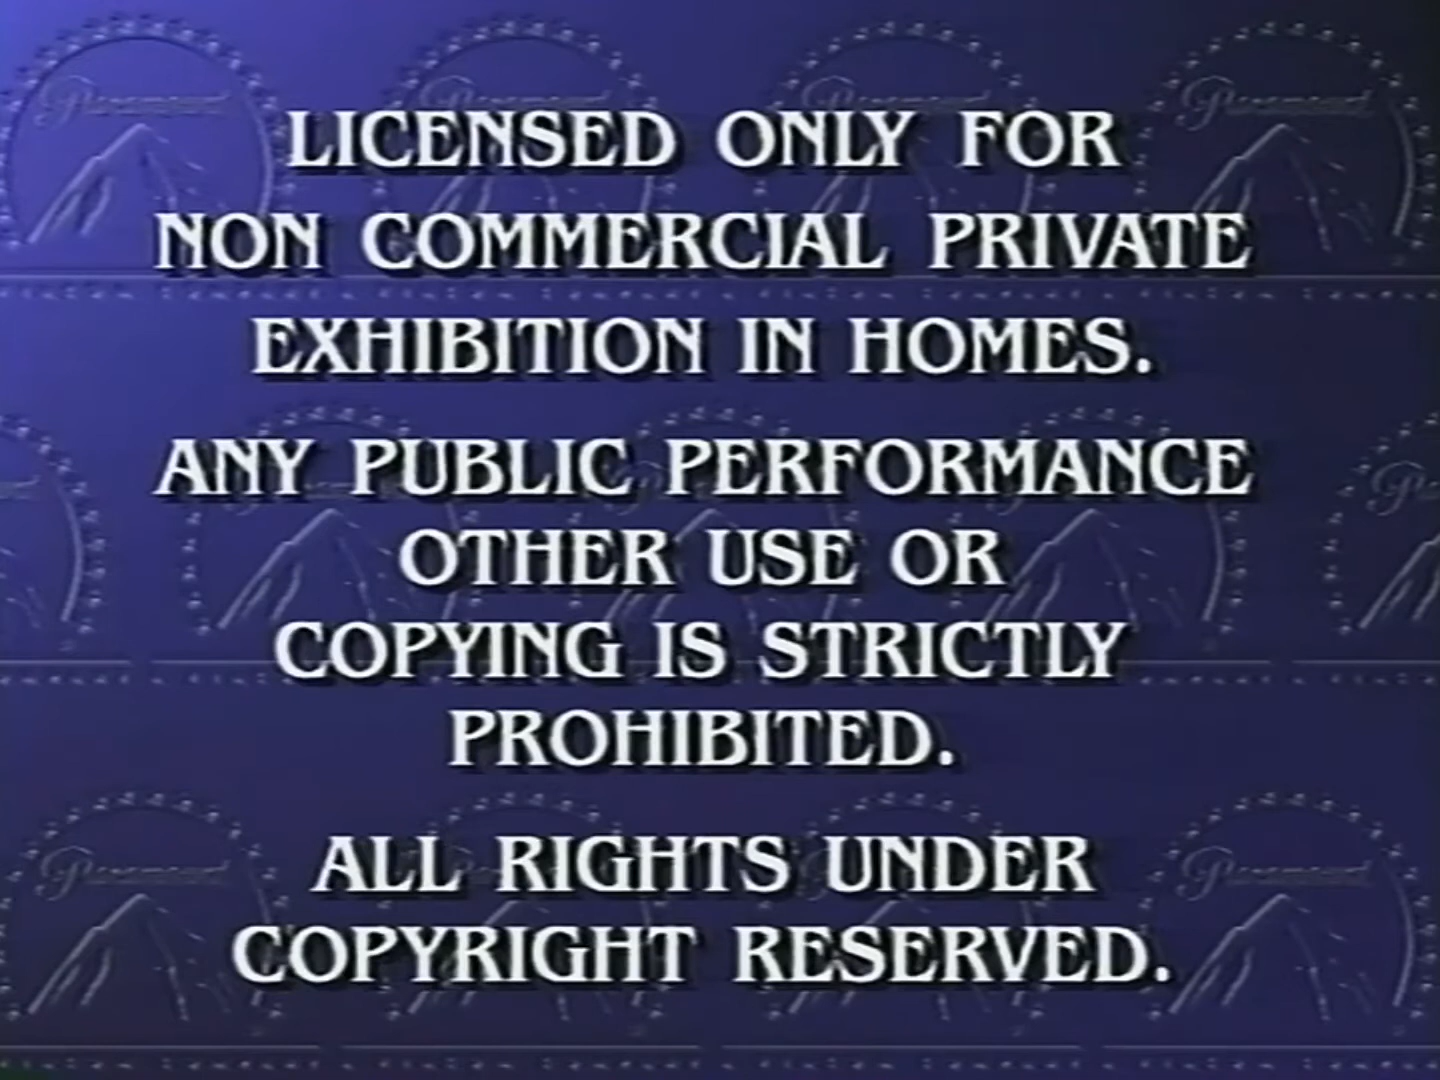 LICENSED ONLY FOR
NON COMMERCIAL PRIVATE
EXHIBITION IN HOMES.
ANY PUBLIC PERFORMANCE
OTHER USE OR
COPYING IS STRICTLY
PROHIBITED.
ALL RIGHTS UNDER
COPYRIGHT RESERVED.